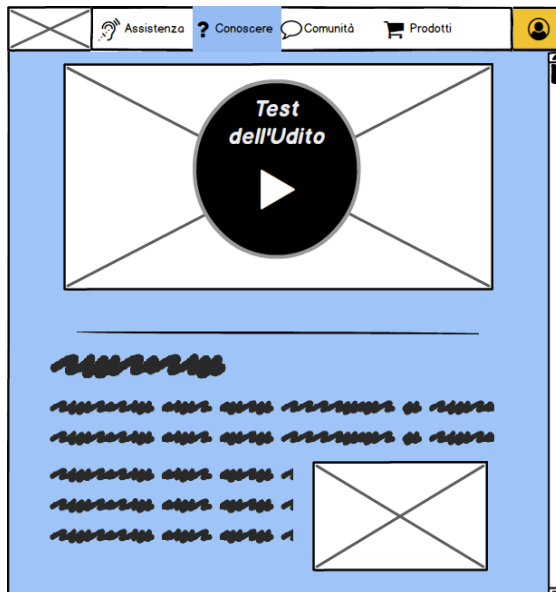 Assistenza
? Conoscere
Comunità
Prodotti
Test
dell'Udito